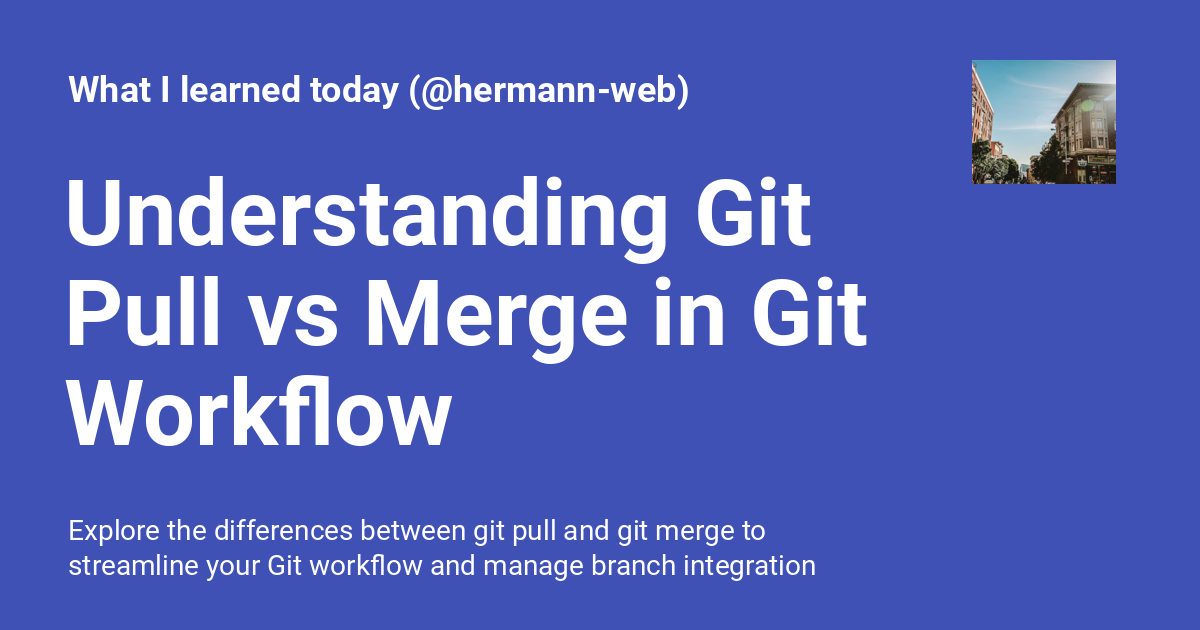 What I learned today (@hermann-web)
Understanding Git
Pull vs Merge in Git
Workflow
Explore the differences between git pull and git merge to
streamline your Git workflow and manage branch integration